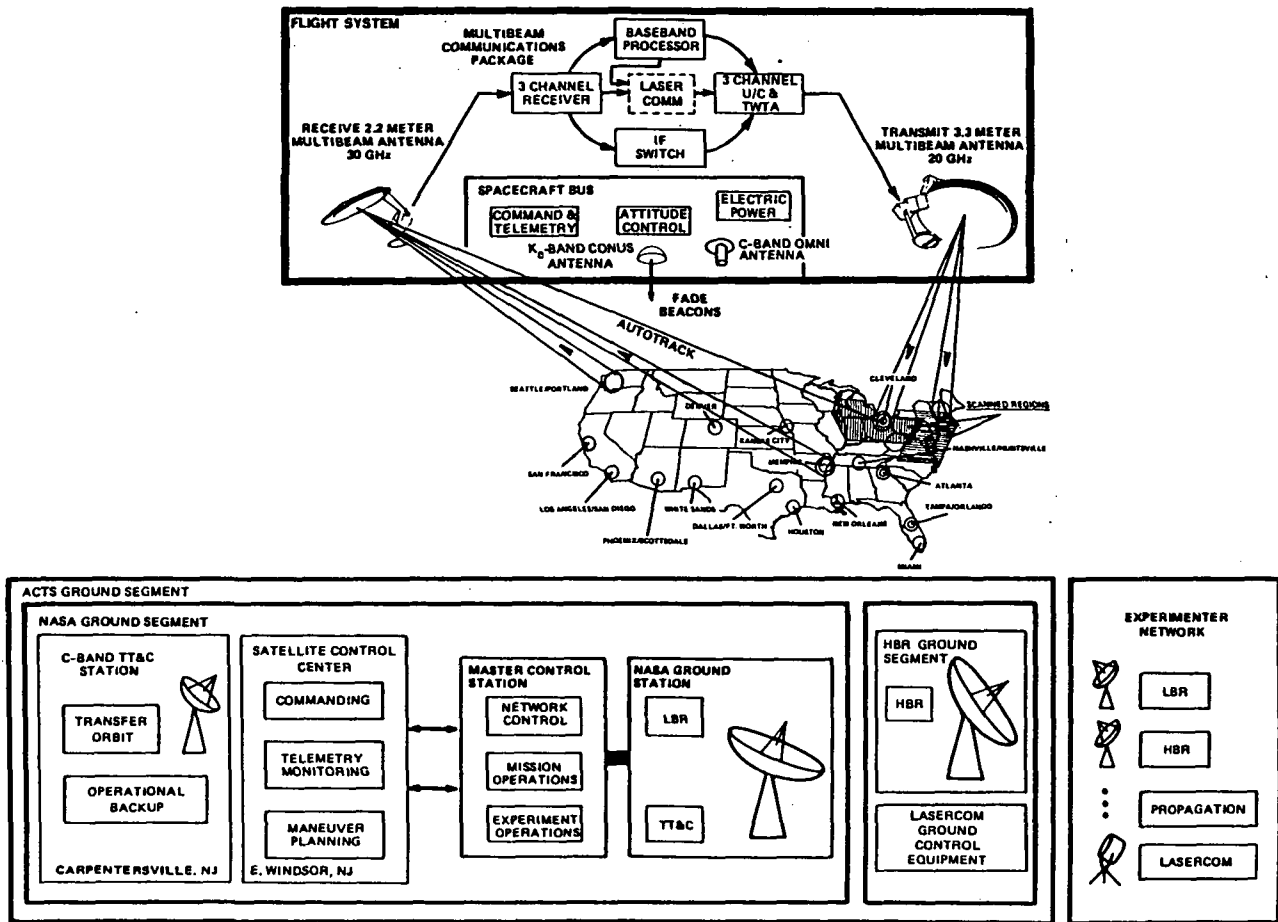 FLIGHT SYSTEM
MULTIBEAM
COMMUNICATIONS
PACKAGE
BASEBAND
PROCESSOR
3 CHANNEL
RECEIVER
LASER
COMM
3 CHANNEL
U/C &
TWTA
IF
SWITCH
RECEIVE 2.2 METER
MULTIBEAM ANTENNA
30 GHz
TRANSMIT 3.3 METER
MULTIBEAM ANTENNA
20 GHz
SPACECRAFT BUS
COMMAND &
TELEMETRY
ATTITUDE
CONTROL
ELECTRIC
POWER
Ka-BAND CONUS
ANTENNA
C-BAND OMNI
ANTENNA
FADE
BEACONS
AUTOTRACK
CLEVELAND
SEATTLE/PORTLAND
DENVER
KANSAS CITY
SCANNED REGIONS
NASHVILLE/HUNTSVILLE
MEMPHIS
SAN FRANCISCO
ATLANTA
LOS ANGELES/SAN DIEGO
WHITE SANDS
TAMPA/ORLANDO
PHOENIX/SCOTTSDALE
DALLAS/FT. WORTH
HOUSTON
NEW ORLEANS
MIAMI
ACTS GROUND SEGMENT
NASA GROUND SEGMENT
C-BAND TT&C
STATION
TRANSFER
ORBIT
OPERATIONAL
BACKUP
CARPENTERSVILLE, NJ
SATELLITE CONTROL
CENTER
COMMANDING
TELEMETRY
MONITORING
MANEUVER
PLANNING
E. WINDSOR, NJ
MASTER CONTROL
STATION
NETWORK
CONTROL
MISSION
OPERATIONS
EXPERIMENT
OPERATIONS
NASA GROUND
STATION
LBR
TT&C
HBR GROUND
SEGMENT
HBR
LASERCOM
GROUND
CONTROL
EQUIPMENT
EXPERIMENTER
NETWORK
LBR
HBR
PROPAGATION
LASERCOM